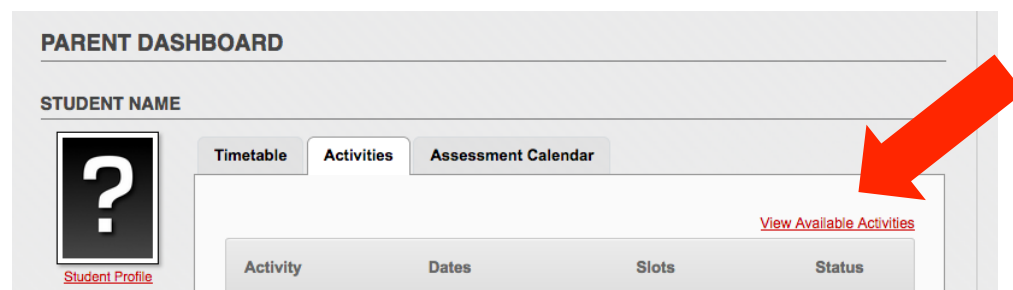 PARENT DASHBOARD
STUDENT NAME
?
Timetable Activities Assessment Calendar
View Available Activities
Student Profile
Activity Dates Slots Status